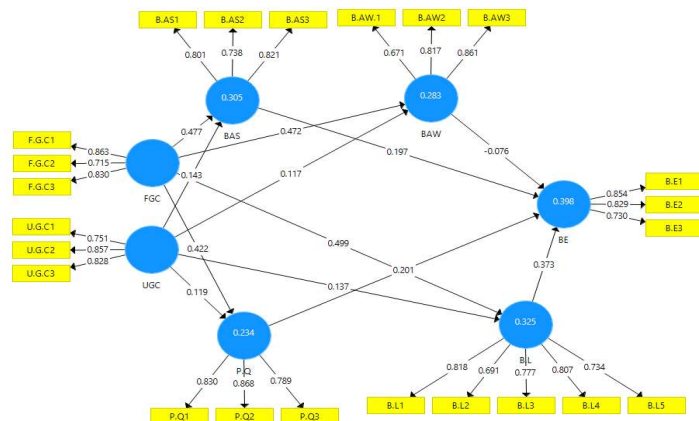 B.AS1 B.AS2 B.AS3 B.AW.1 B.AW2 B.AW3
0.801 0.738 0.821 0.671 0.817 0.861
0.305 0.283
BAS BAW
F.G.C1
F.G.C2
F.G.C3
0.863
0.715
0.830
0.477 0.472
FGC
0.143 0.117 0.197 -0.076
0.398
BE
0.854
0.829
0.730
B.E1
B.E2
B.E3
U.G.C1
U.G.C2
U.G.C3
0.751
0.857
0.828
UGC
0.422 0.499 0.201 0.373
0.119 0.137
0.234 0.325
P.Q B.L
0.830 0.868 0.789
0.818 0.691 0.777 0.807 0.734
P.Q1 P.Q2 P.Q3
B.L1 B.L2 B.L3 B.L4 B.L5